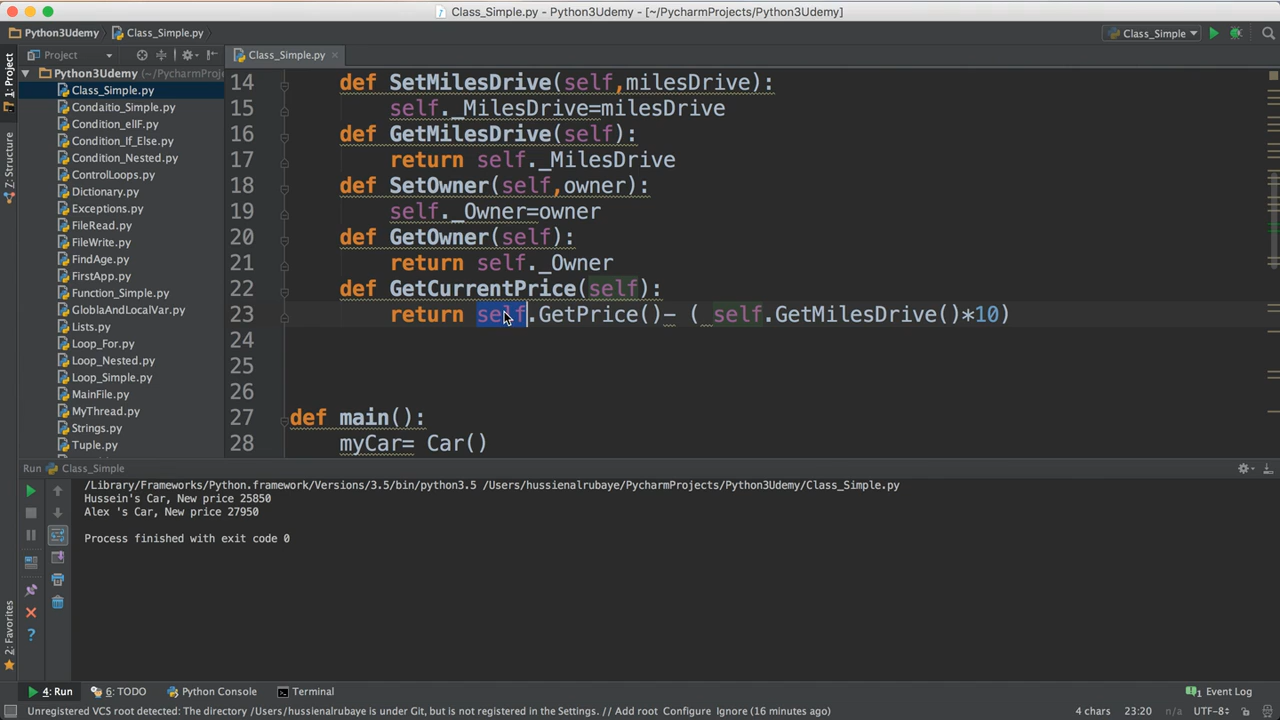 Class_Simple.py - Python3Udemy - [~/PycharmProjects/Python3Udemy]
Python3Udemy Class_Simple.py Class_Simple
Project Class_Simple.py
1: Project
Z: Structure
2: Favorites
Python3Udemy (~/PycharmProj
Class_Simple.py
Condaitio_Simple.py
Condition_elIF.py
Condition_If_Else.py
Condition_Nested.py
ControlLoops.py
Dictionary.py
Exceptions.py
FileRead.py
FileWrite.py
FindAge.py
FirstApp.py
Function_Simple.py
GloblaAndLocalVar.py
Lists.py
Loop_For.py
Loop_Nested.py
Loop_Simple.py
MainFile.py
MyThread.py
Strings.py
Tuple.py
14 def SetMilesDrive(self,milesDrive):
15 self._MilesDrive=milesDrive
16 def GetMilesDrive(self):
17 return self._MilesDrive
18 def SetOwner(self,owner):
19 self._Owner=owner
20 def GetOwner(self):
21 return self._Owner
22 def GetCurrentPrice(self):
23 return self.GetPrice()- ( self.GetMilesDrive()*10)
24
25
26
27 def main():
28 myCar= Car()
Run Class_Simple
/Library/Frameworks/Python.framework/Versions/3.5/bin/python3.5 /Users/hussienalrubaye/PycharmProjects/Python3Udemy/Class_Simple.py
Hussein's Car, New price 25850
Alex 's Car, New price 27950
Process finished with exit code 0
4: Run 6: TODO Python Console Terminal 1 Event Log
Unregistered VCS root detected: The directory /Users/hussienalrubaye is under Git, but is not registered in the Settings. // Add root Configure Ignore (16 minutes ago) 4 chars 23:20 n/a UTF-8